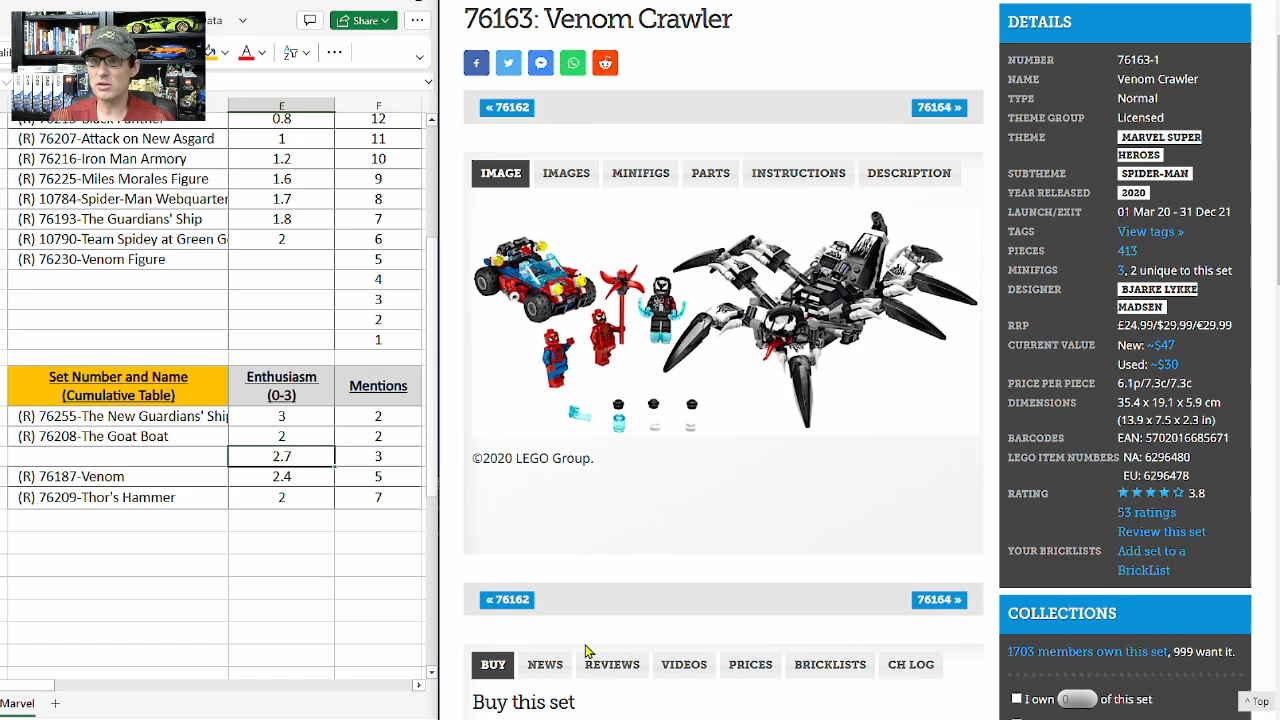 Data
Share
E
F
0.8 12
(R) 76207-Attack on New Asgard 1 11
(R) 76216-Iron Man Armory 1.2 10
(R) 76225-Miles Morales Figure 1.6 9
(R) 10784-Spider-Man Webquarter 1.7 8
(R) 76193-The Guardians' Ship 1.8 7
(R) 10790-Team Spidey at Green G 2 6
(R) 76230-Venom Figure 5
4
3
2
1
Set Number and Name
(Cumulative Table)
Enthusiasm
(0-3)
Mentions
(R) 76255-The New Guardians' Ship 3 2
(R) 76208-The Goat Boat 2 2
2.7 3
(R) 76187-Venom 2.4 5
(R) 76209-Thor's Hammer 2 7
Marvel
76163: Venom Crawler
« 76162
76164 »
IMAGE IMAGES MINIFIGS PARTS INSTRUCTIONS DESCRIPTION
©2020 LEGO Group.
« 76162
76164 »
BUY NEWS REVIEWS VIDEOS PRICES BRICKLISTS CH LOG
Buy this set
DETAILS
NUMBER 76163-1
NAME Venom Crawler
TYPE Normal
THEME GROUP Licensed
THEME MARVEL SUPER
HEROES
SUBTHEME SPIDER-MAN
YEAR RELEASED 2020
LAUNCH/EXIT 01 Mar 20 - 31 Dec 21
TAGS View tags »
PIECES 413
MINIFIGS 3, 2 unique to this set
DESIGNER BJARKE LYKKE
MADSEN
RRP £24.99/$29.99/€29.99
CURRENT VALUE New: ~$47
Used: ~$30
PRICE PER PIECE 6.1p/7.3c/7.3c
DIMENSIONS 35.4 x 19.1 x 5.9 cm
(13.9 x 7.5 x 2.3 in)
BARCODES EAN: 5702016685671
LEGO ITEM NUMBERS NA: 6296480
EU: 6296478
RATING 3.8
53 ratings
Review this set
YOUR BRICKLISTS Add set to a
BrickList
COLLECTIONS
1703 members own this set, 999 want it.
I own 0 of this set
^ Top